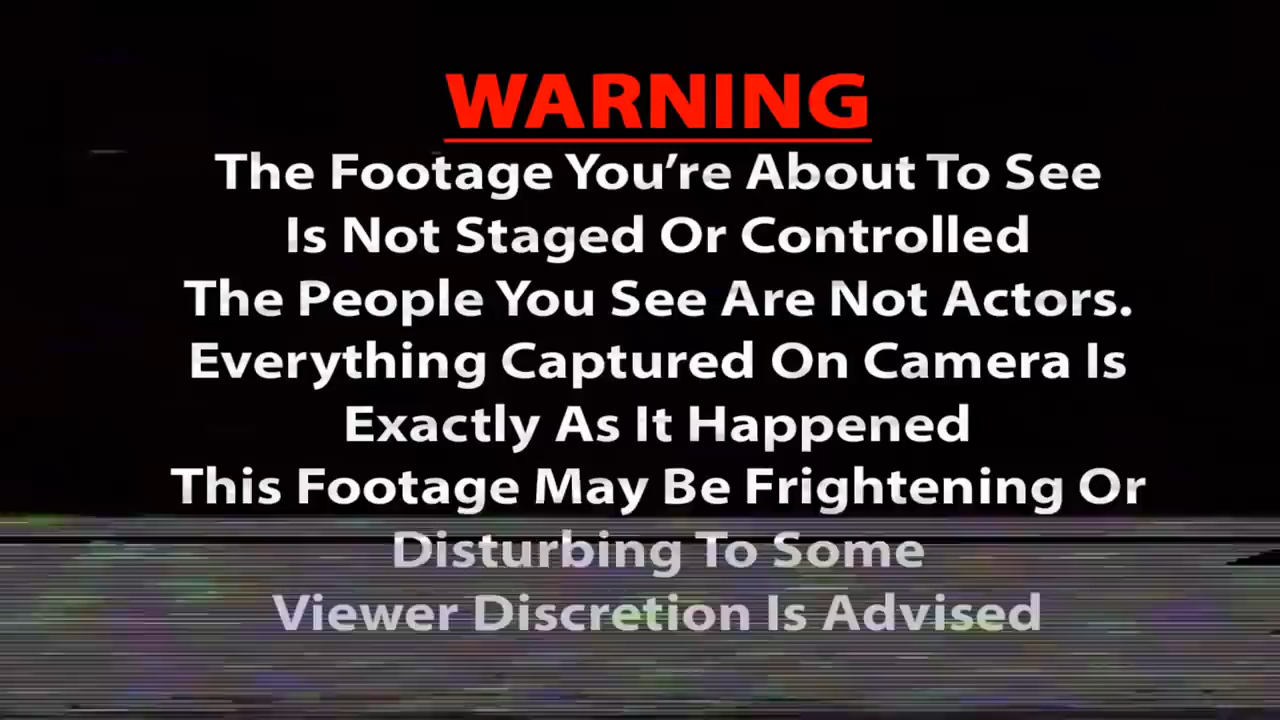 WARNING
The Footage You’re About To See
Is Not Staged Or Controlled
The People You See Are Not Actors.
Everything Captured On Camera Is
Exactly As It Happened
This Footage May Be Frightening Or
Disturbing To Some
Viewer Discretion Is Advised